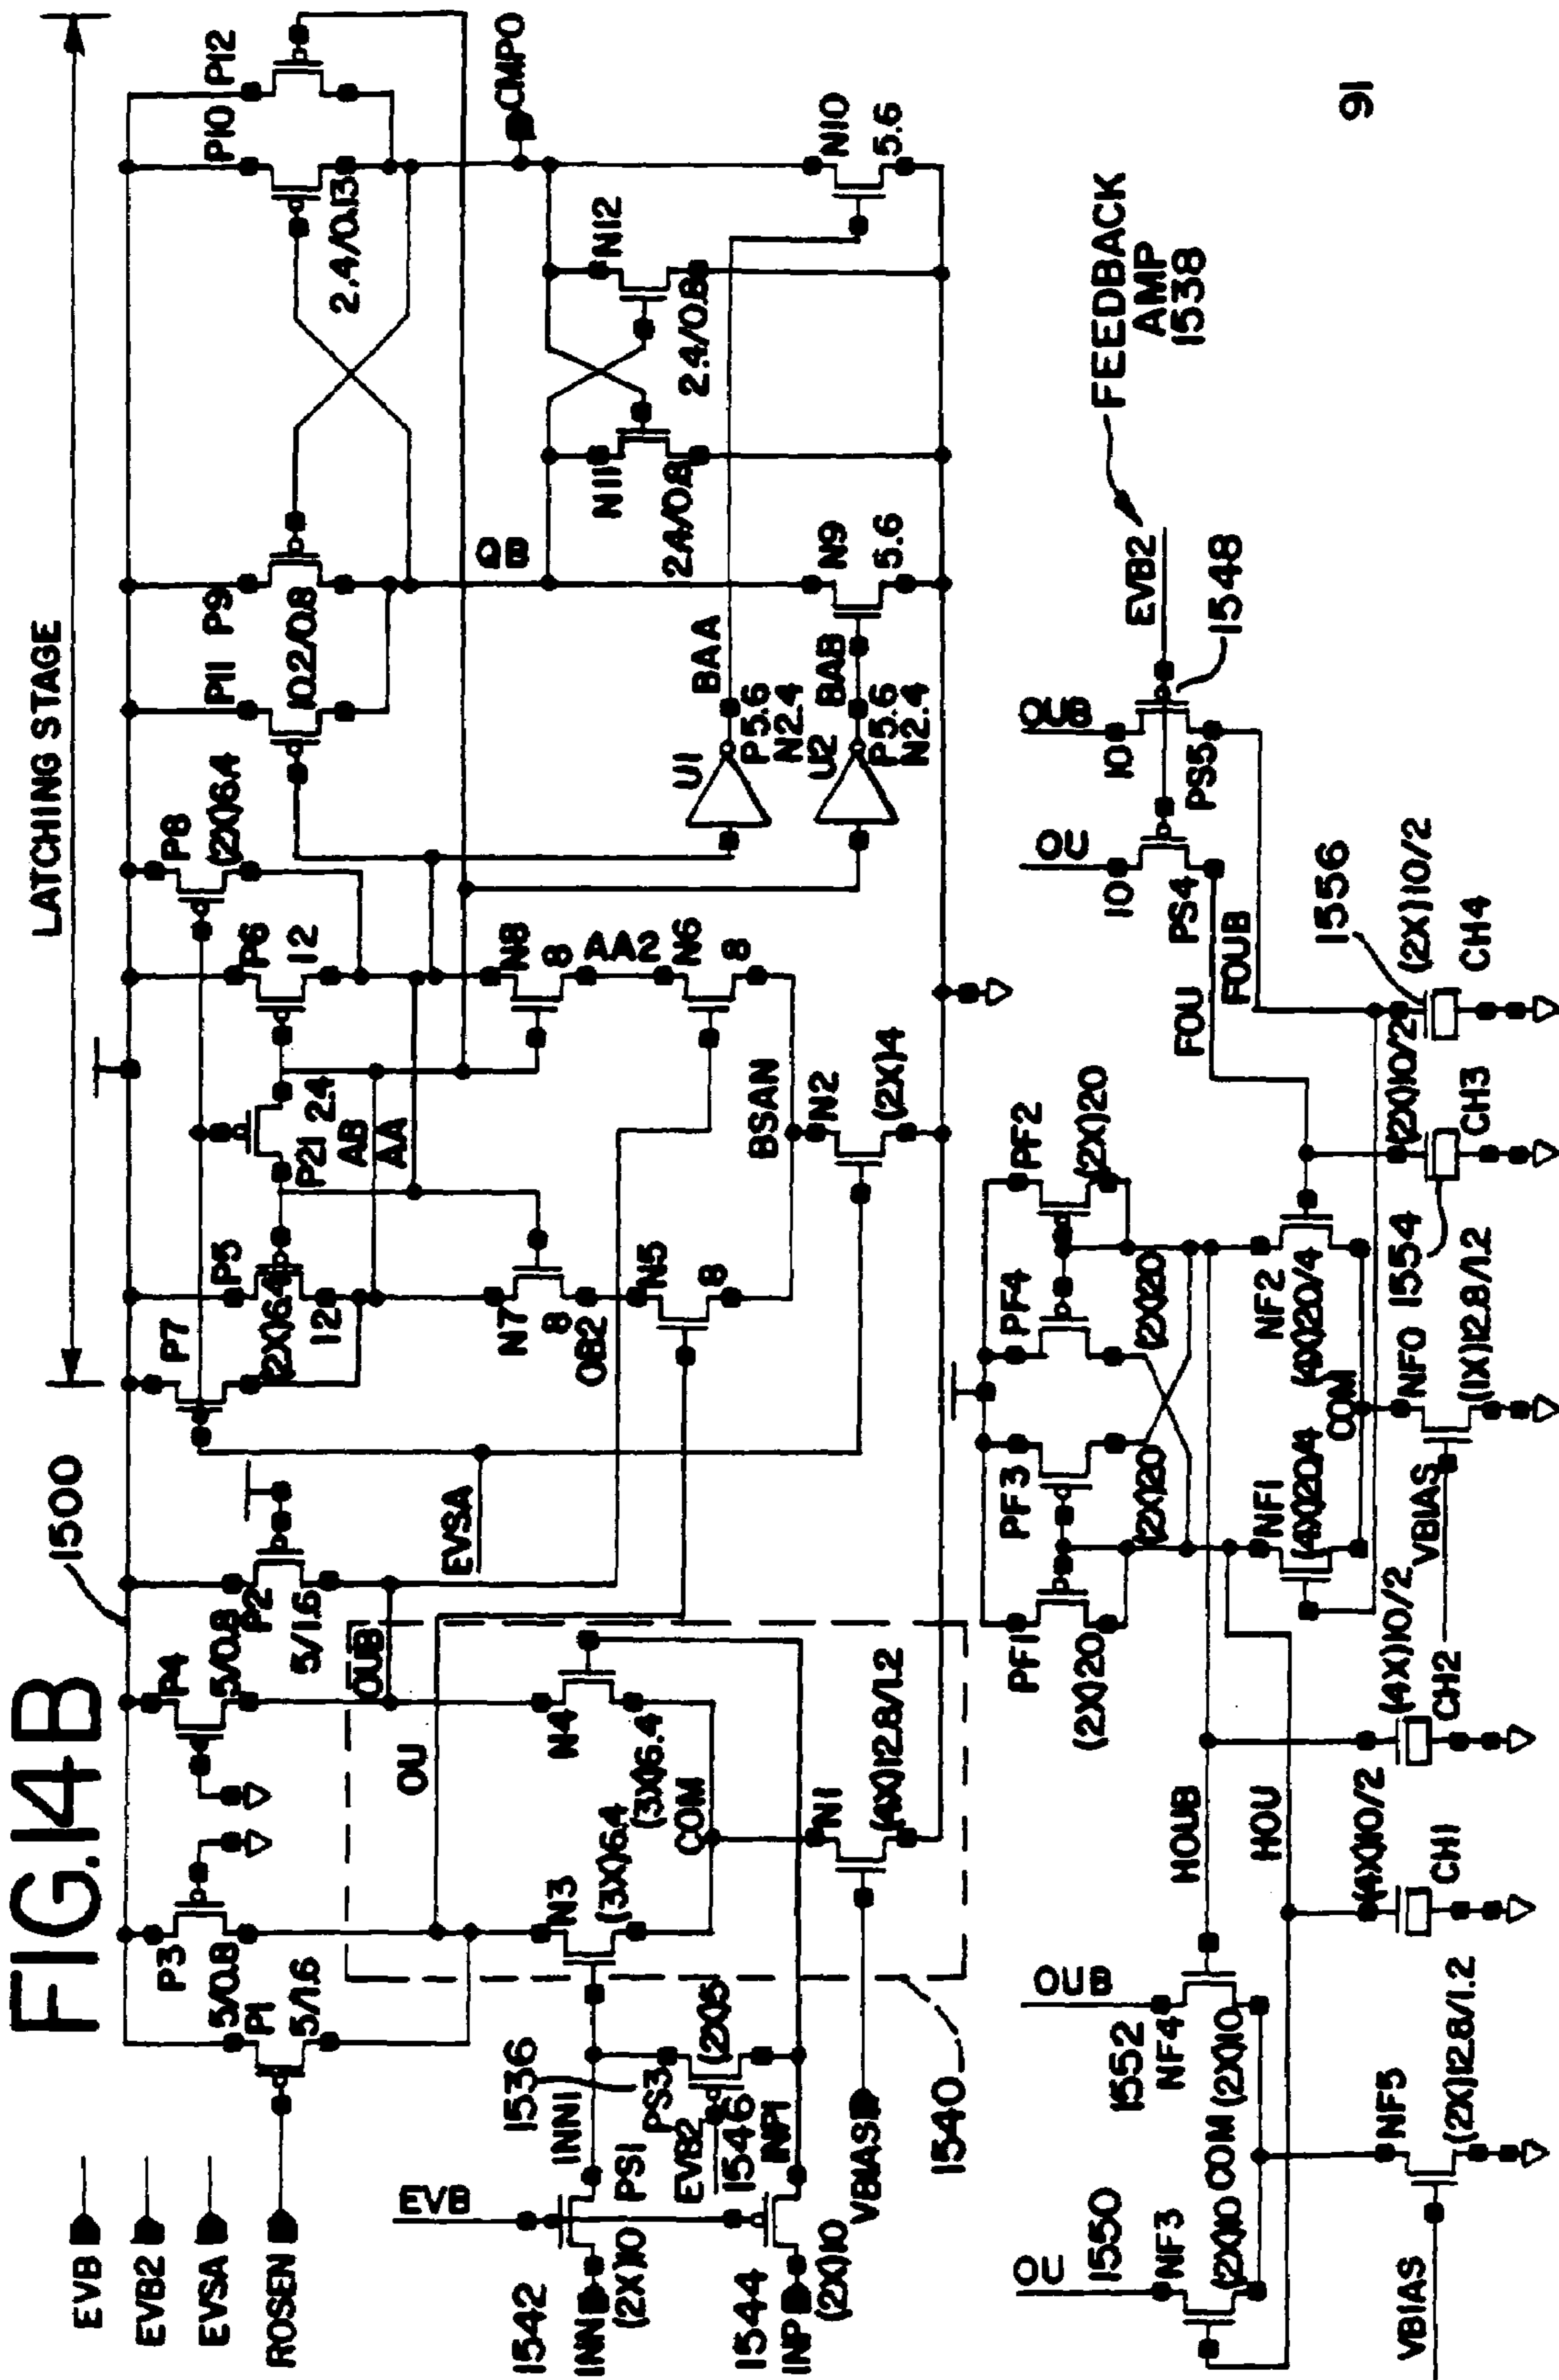 FIG.14B
1500
LATCHING STAGE
EVB
EVB2
EVSA
ROSEN
P3
5/0.8
P1
5/1.6
P4
5/0.8
P2
5/1.6
OUB
OU
EVSA
P7
(2X)6.4
P5
12
P21
2.4
AB
AA
P6
12
P8
(2X)6.4
P11
P9
10.2/0.8
P10
2.4/0.13
P12
QB
CMPO
N7
8
OB2
N5
8
N8
8
AA2
N6
8
BSAN
N2
(2X)4
U1
P5.6
N2.4
BAA
U2
P5.6
N2.4
BAB
N9
5.6
N11
2.4/0.8
N12
2.4/0.8
N10
5.6
N3
(3X)6.4
N4
(3X)6.4
COM
N1
(4X)12.8/1.2
1536
INN1
PS3
(2X)5
PS1
EVB2
1546
INP1
EVB
1542
INN
(2X)10
1544
INP
(2X)10
VBIAS
1540
OU
1550
NF3
(2X)10
COM
OUB
1552
NF4
(2X)10
NF5
(2X)12.8/1.2
VBIAS
HOUB
HOU
(4X)10/2
CH1
(4X)10/2
CH2
PF1
(2X)20
PF3
(2X)20
PF4
(2X)20
PF2
(2X)20
NF1
(4X)20/4
NF2
(4X)20/4
COM
NF0
(1X)12.8/1.2
VBIAS
1554
(2X)10/2
CH3
1556
(2X)10/2
CH4
FOU
FOUB
OU
10
PS4
OUB
10
PS5
EVB2
1548
FEEDBACK
AMP
1538
91